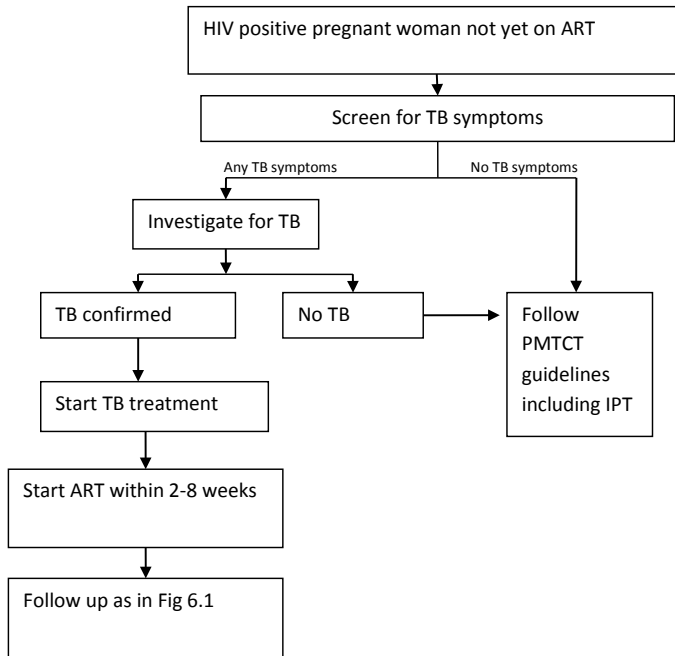 HIV positive pregnant woman not yet on ART
Screen for TB symptoms
Any TB symptoms
No TB symptoms
Investigate for TB
TB confirmed
No TB
Follow
PMTCT
guidelines
including IPT
Start TB treatment
Start ART within 2-8 weeks
Follow up as in Fig 6.1